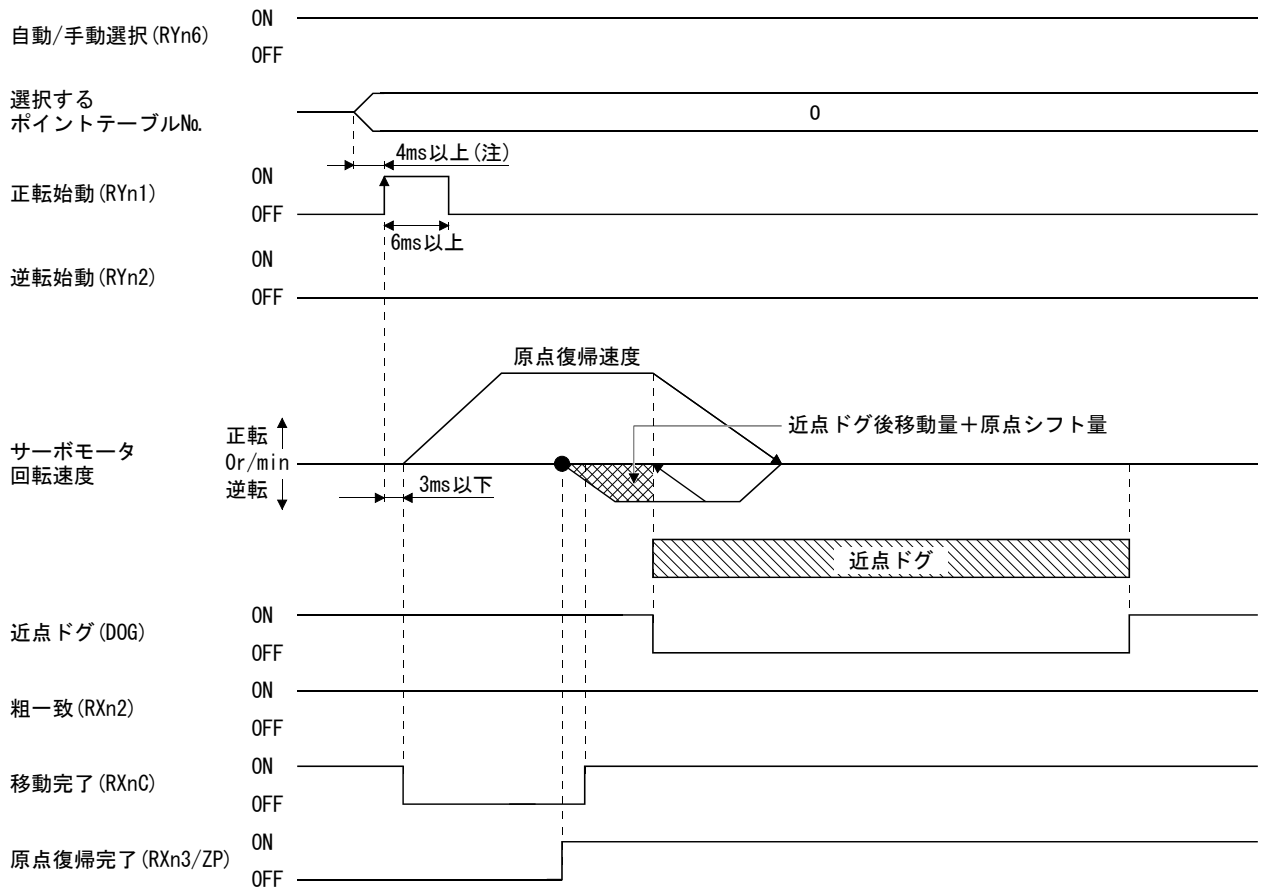 自動/手動選択(RYn6)
ON
OFF
選択する
ポイントテーブル№.
0
4ms以上(注)
正転始動(RYn1)
ON
OFF
6ms以上
逆転始動(RYn2)
ON
OFF
原点復帰速度
近点ドグ後移動量＋原点シフト量
サーボモータ
回転速度
正転
0r/min
逆転
3ms以下
近点ドグ
近点ドグ(DOG)
ON
OFF
粗一致(RXn2)
ON
OFF
移動完了(RXnC)
ON
OFF
原点復帰完了(RXn3/ZP)
ON
OFF